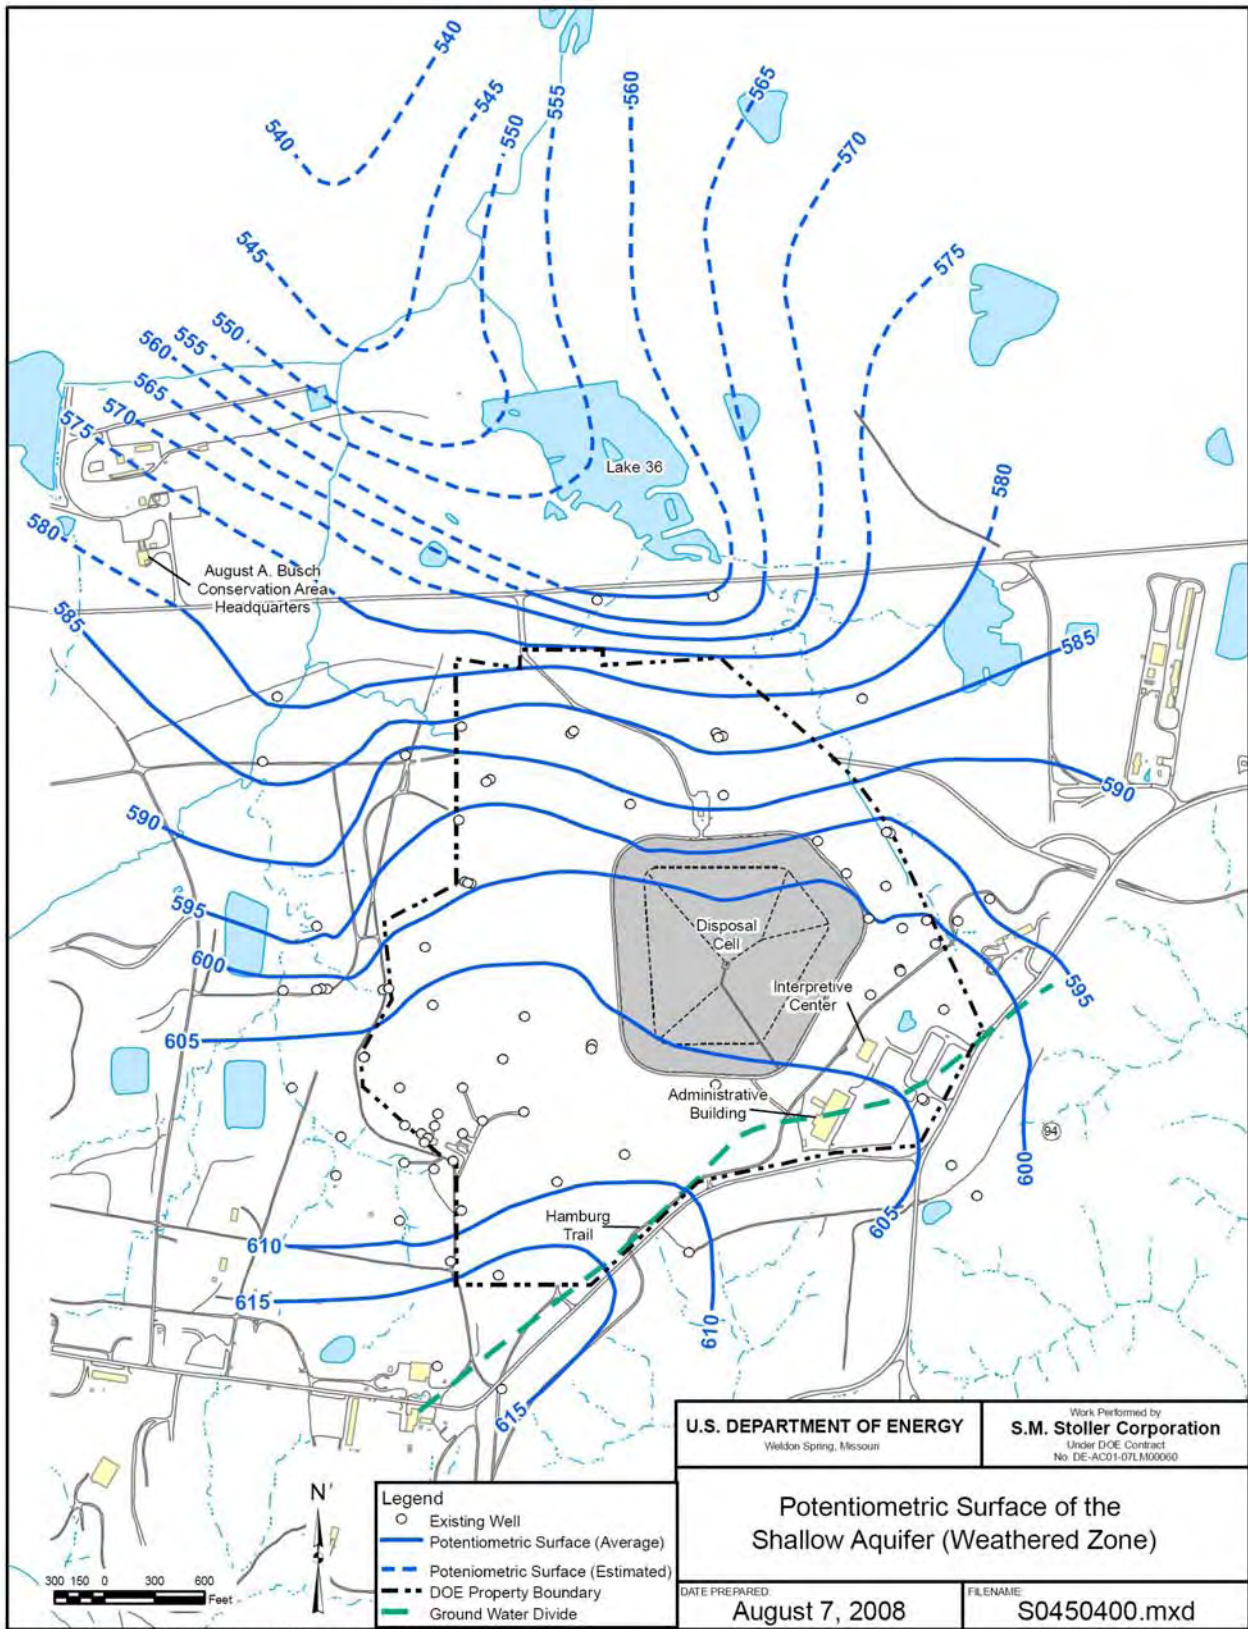 540
540
545
545
550
550
555
555
560
560
565
565
570
570
575
575
580
580
585
585
590
590
595
595
600
600
605
605
610
610
615
615
Lake 36
August A. Busch
Conservation Area
Headquarters
Disposal
Cell
Interpretive
Center
Administrative
Building
94
Hamburg
Trail
U.S. DEPARTMENT OF ENERGY
Weldon Spring, Missouri
Work Performed by
S.M. Stoller Corporation
Under DOE Contract
No. DE-AC01-07LM00060
Potentiometric Surface of the
Shallow Aquifer (Weathered Zone)
DATE PREPARED:
August 7, 2008
FILENAME:
S0450400.mxd
N
300 150 0 300 600
Feet
Legend
Existing Well
Potentiometric Surface (Average)
Poteniometric Surface (Estimated)
DOE Property Boundary
Ground Water Divide